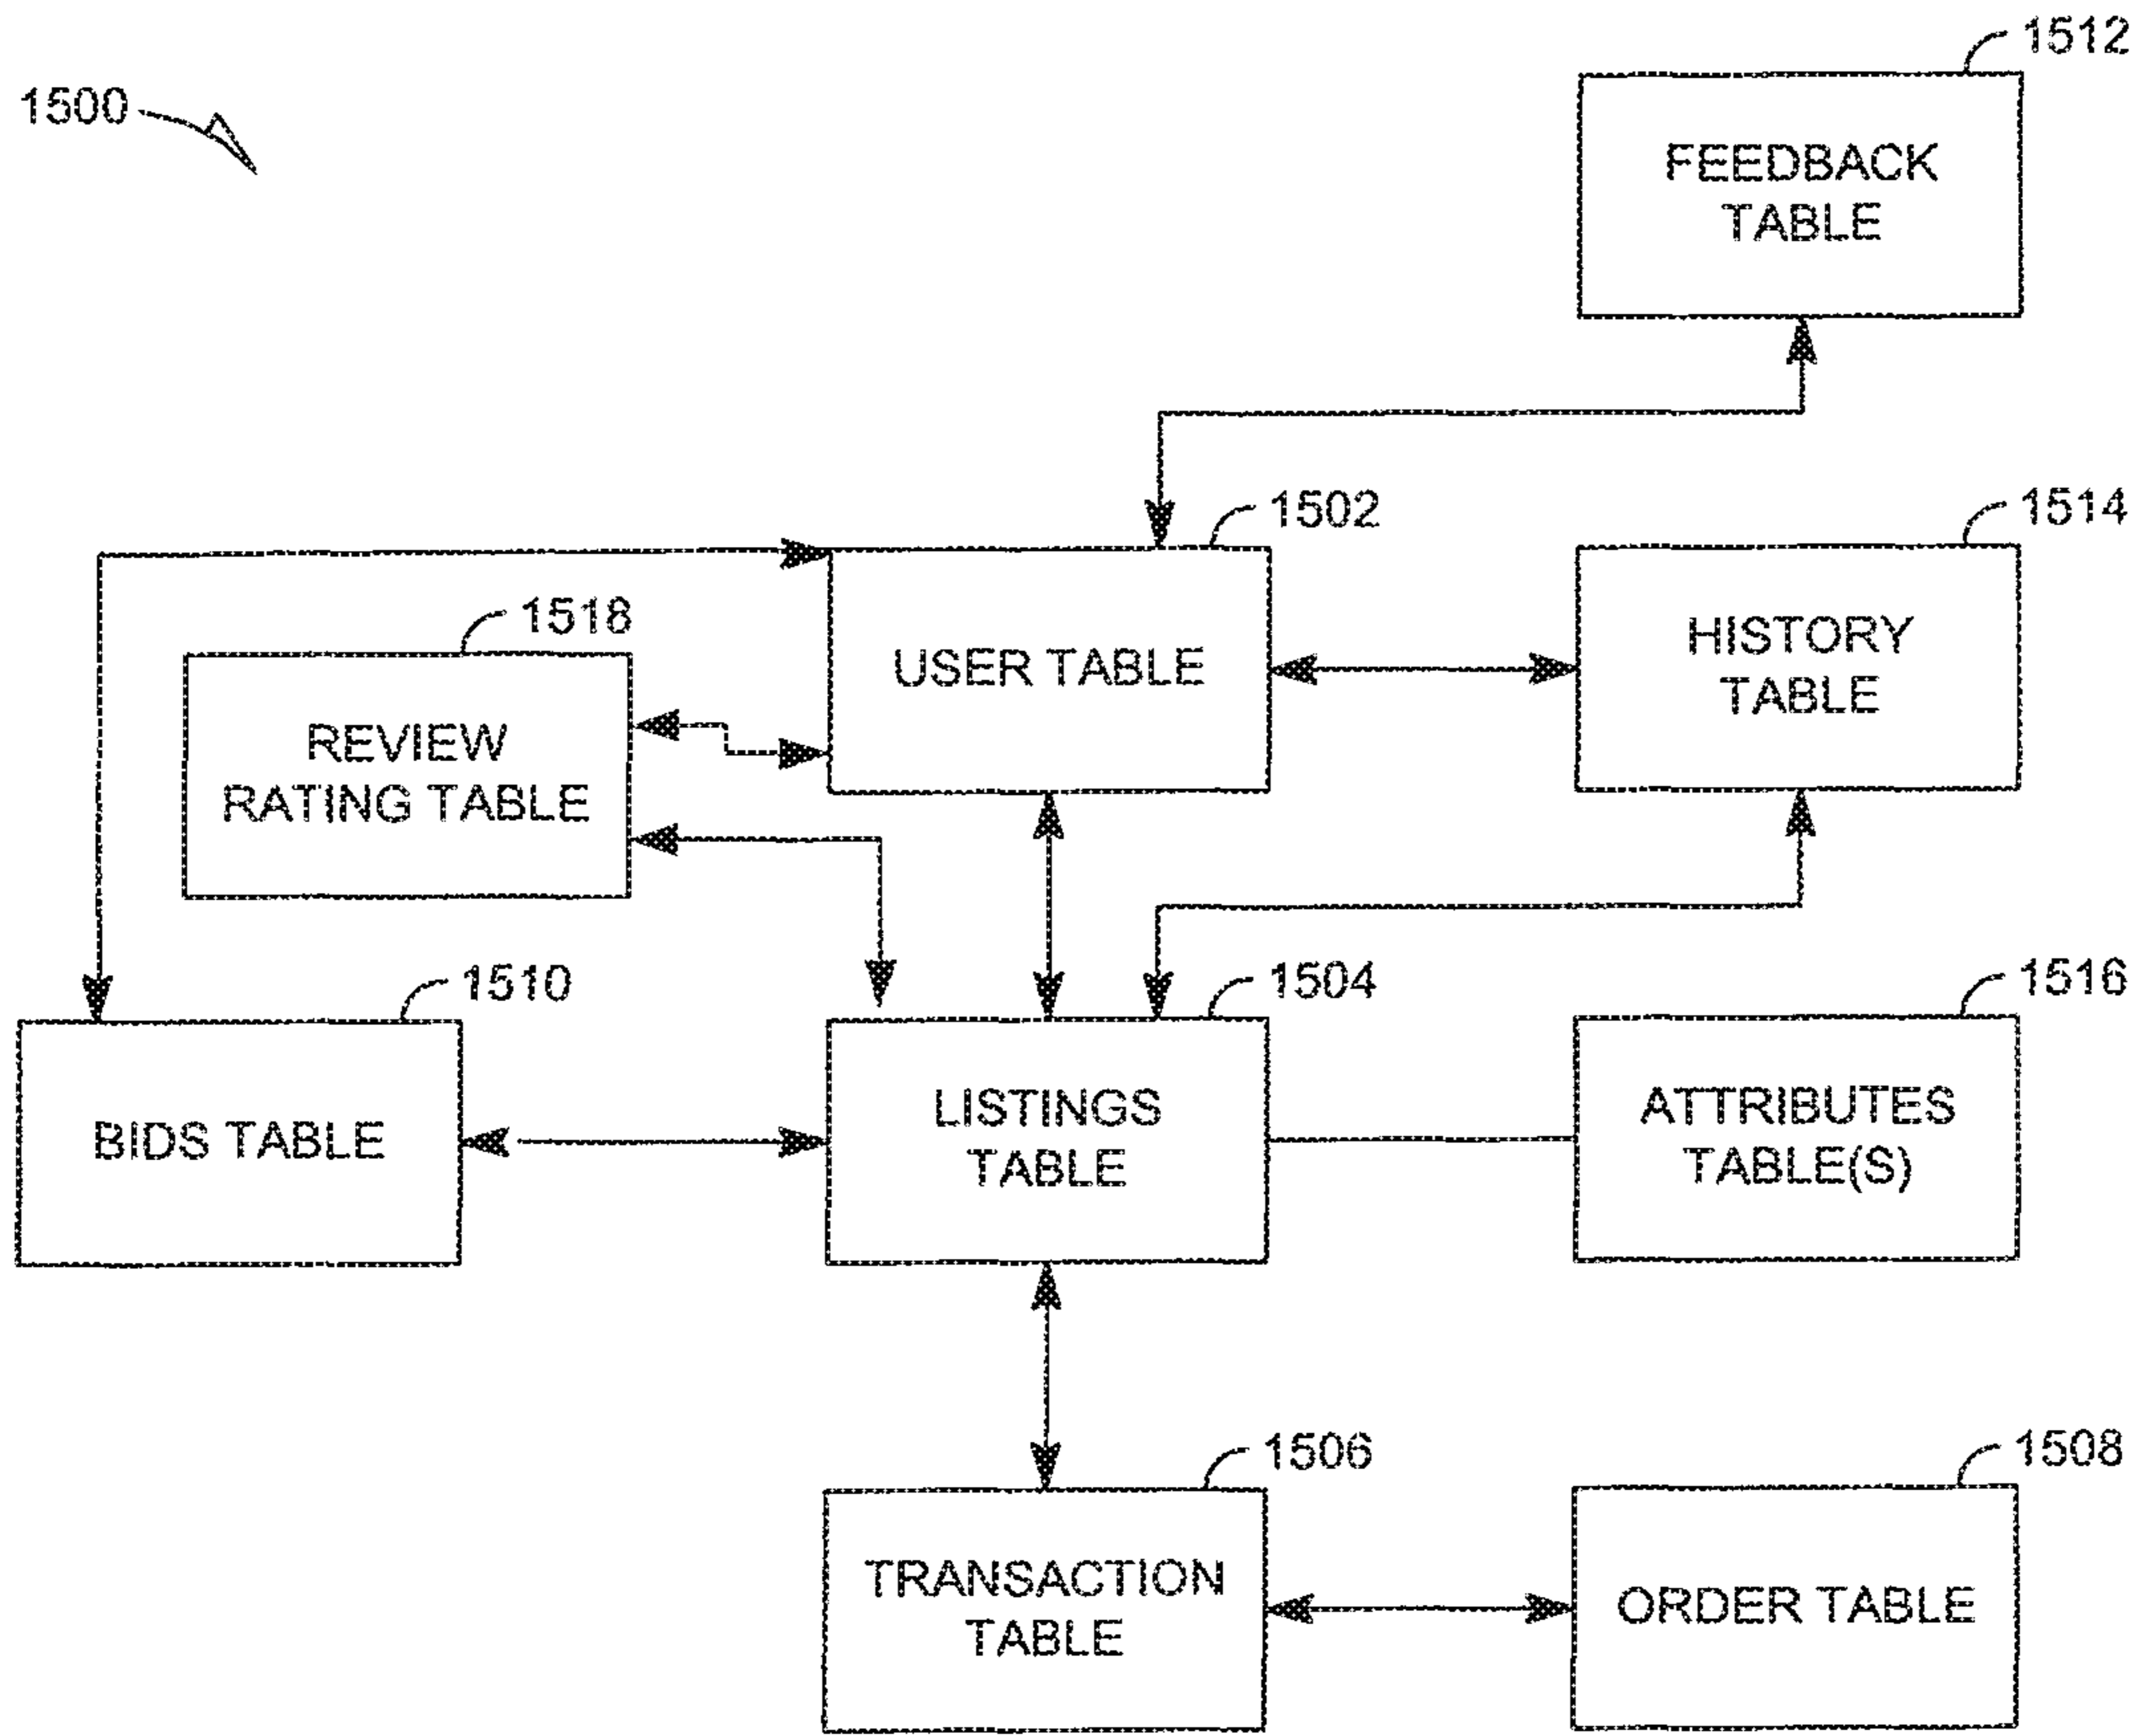 1512
1500
FEEDBACK
TABLE
1502
1514
1518
USER TABLE
HISTORY
TABLE
REVIEW
RATING TABLE
1510
1504
1516
BIDS TABLE
LISTINGS
TABLE
ATTRIBUTES
TABLE(S)
1506
1508
TRANSACTION
TABLE
ORDER TABLE